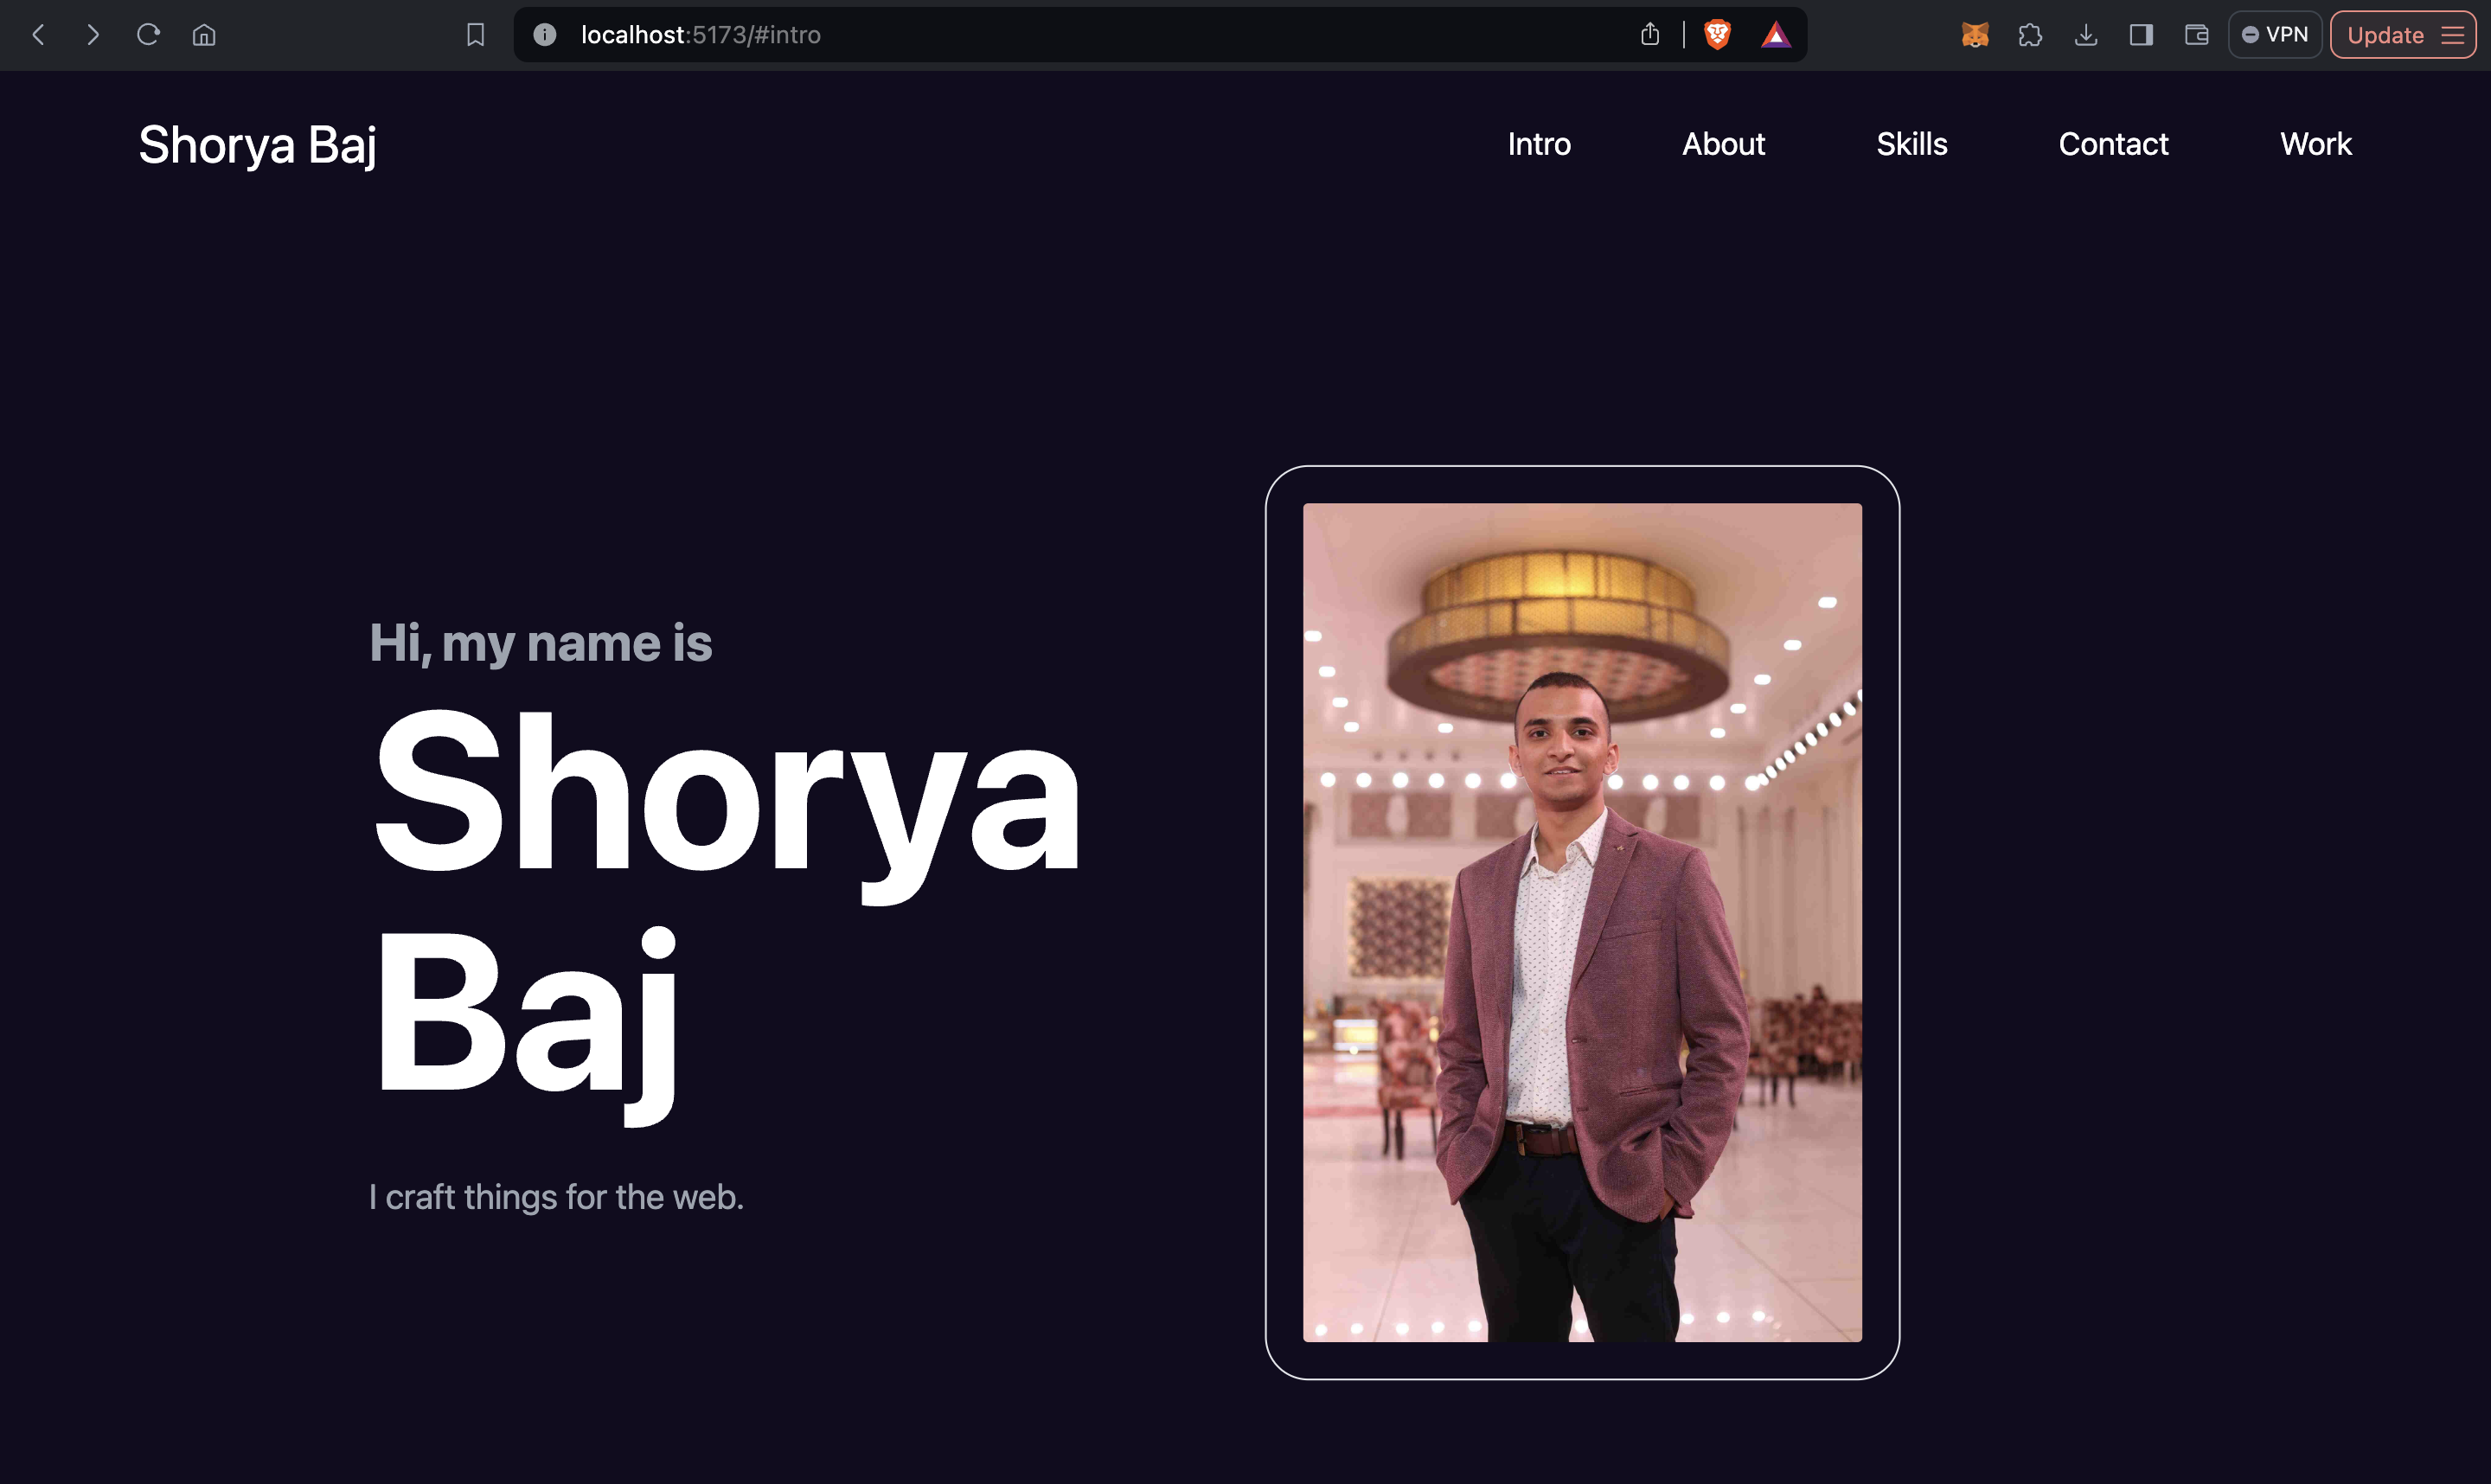 localhost:5173/#intro
VPN
Update
Shorya Baj
Intro
About
Skills
Contact
Work
Hi, my name is
Shorya
Baj
I craft things for the web.